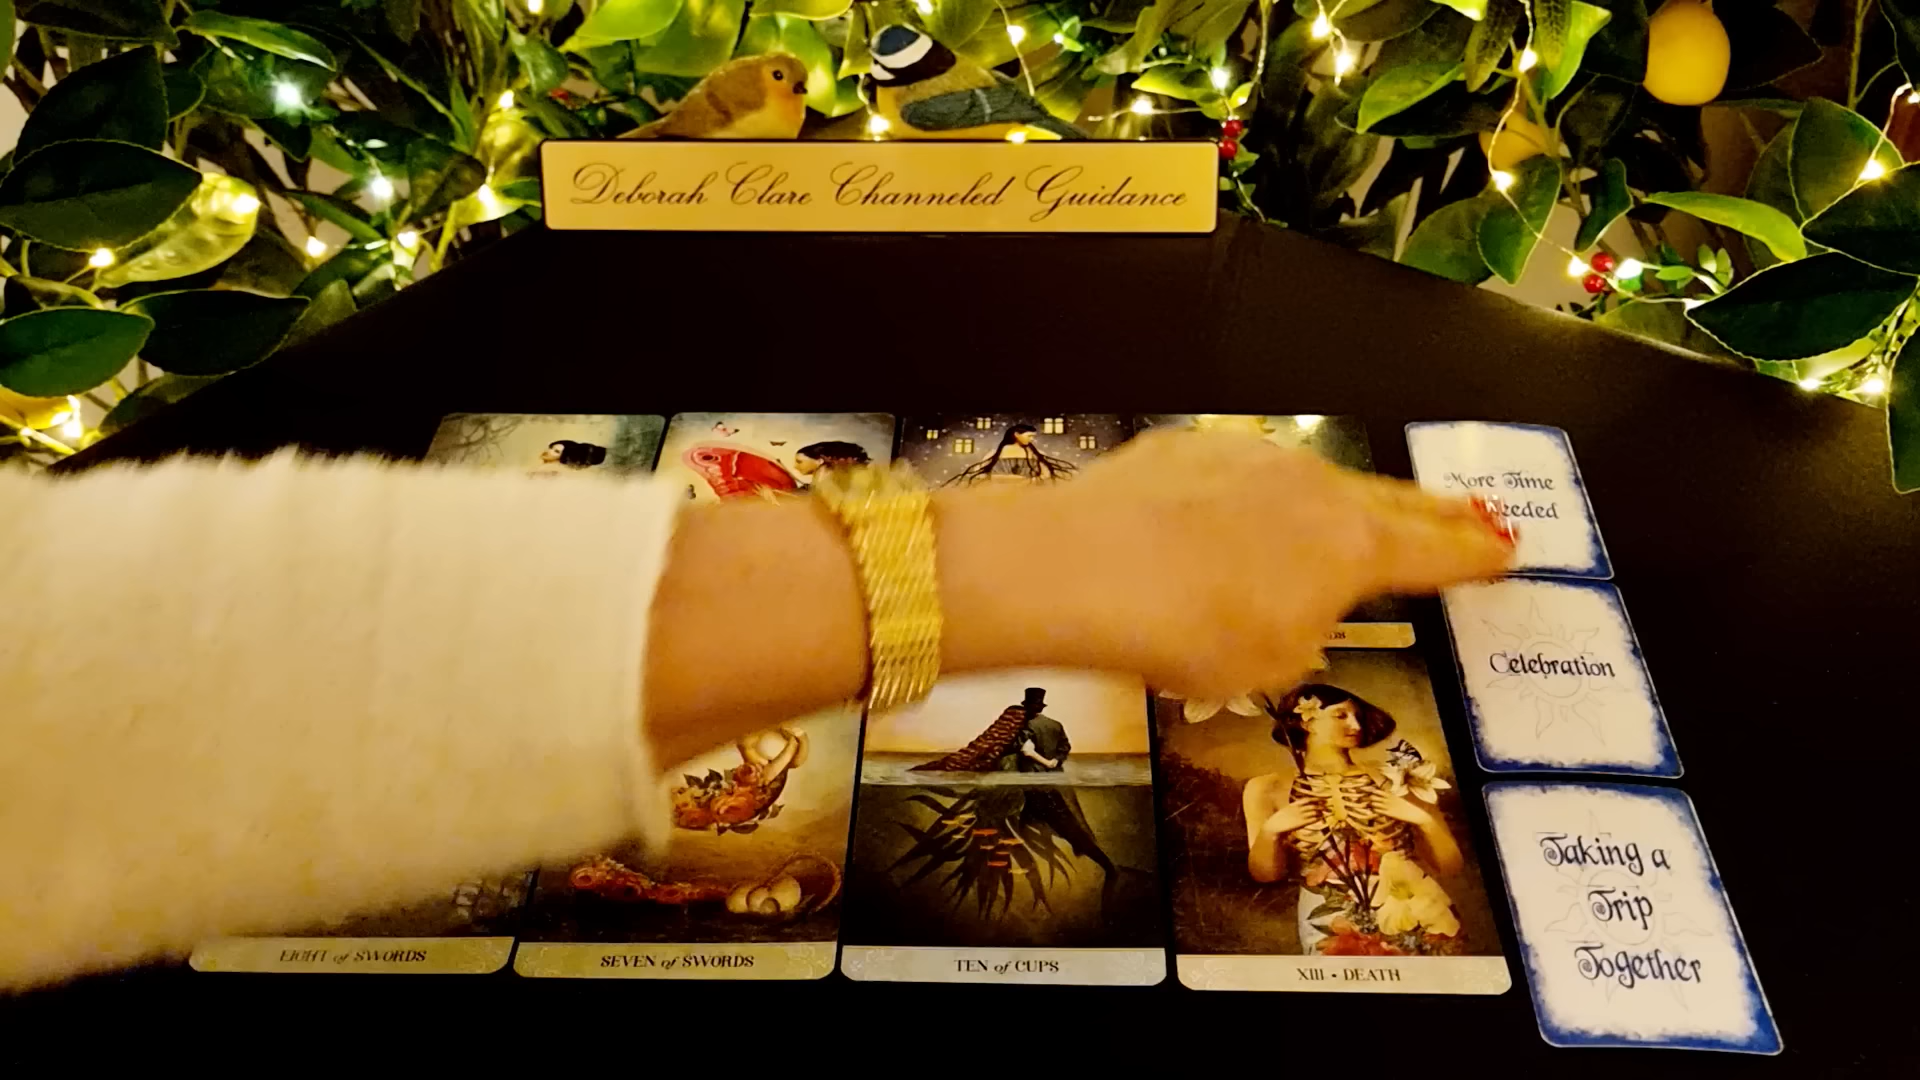 Deborah Clare Channeled Guidance
More Time
Celebration
Taking a
Trip
Together
EIGHT of SWORDS
SEVEN of SWORDS
TEN of CUPS
XIII • DEATH